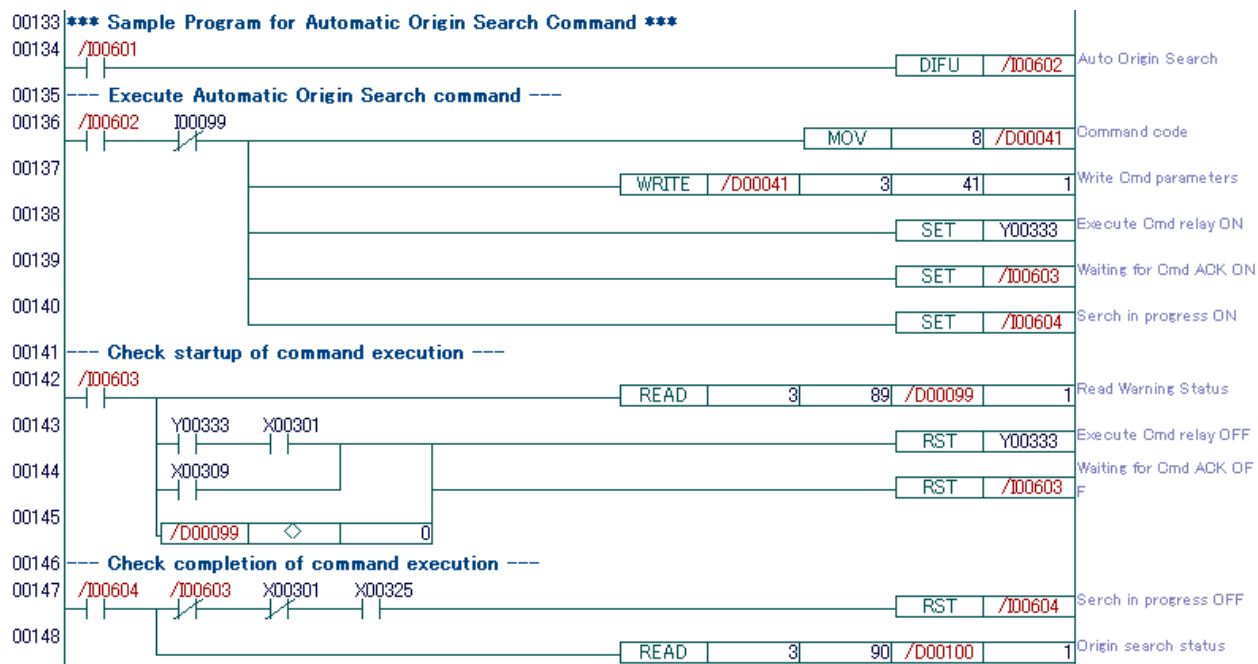 00133 *** Sample Program for Automatic Origin Search Command ***
00134 /I00601
DIFU /I00602 Auto Origin Search
00135 --- Execute Automatic Origin Search command ---
00136 /I00602 I00099
MOV 8 /D00041 Command code
00137
WRITE /D00041 3 41 1 Write Cmd parameters
00138
SET Y00333 Execute Cmd relay ON
00139
SET /I00603 Waiting for Cmd ACK ON
00140
SET /I00604 Serch in progress ON
00141 --- Check startup of command execution ---
00142 /I00603
READ 3 89 /D00099 1 Read Warning Status
00143 Y00333 X00301
RST Y00333 Execute Cmd relay OFF
00144 X00309 Waiting for Cmd ACK OF
RST /I00603 F
00145
/D00099 <> 0
00146 --- Check completion of command execution ---
00147 /I00604 /I00603 X00301 X00325
RST /I00604 Serch in progress OFF
00148
READ 3 90 /D00100 1 Origin search status